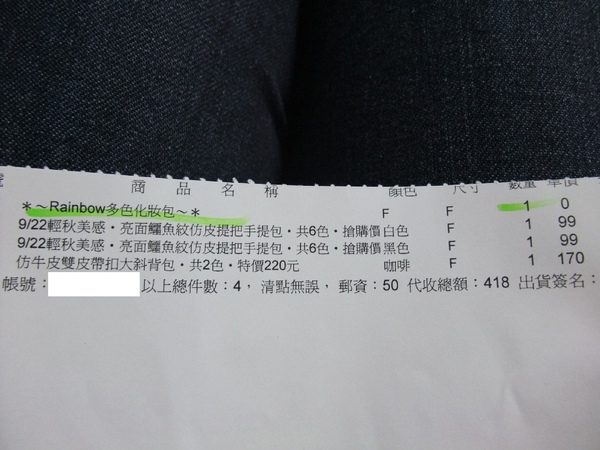 號 商 品 名 稱 顏色 尺寸 數量 單價
＊～Rainbow多色化妝包～＊ F F 1 0
9/22輕秋美感‧亮面鱷魚紋仿皮提把手提包‧共6色‧搶購價 白色 F 1 99
9/22輕秋美感‧亮面鱷魚紋仿皮提把手提包‧共6色‧搶購價 黑色 F 1 99
仿牛皮雙皮帶扣大斜背包‧共2色‧特價220元 咖啡 F 1 170
帳號： 以上總件數：4， 清點無誤， 郵資：50 代收總額：418 出貨簽名：